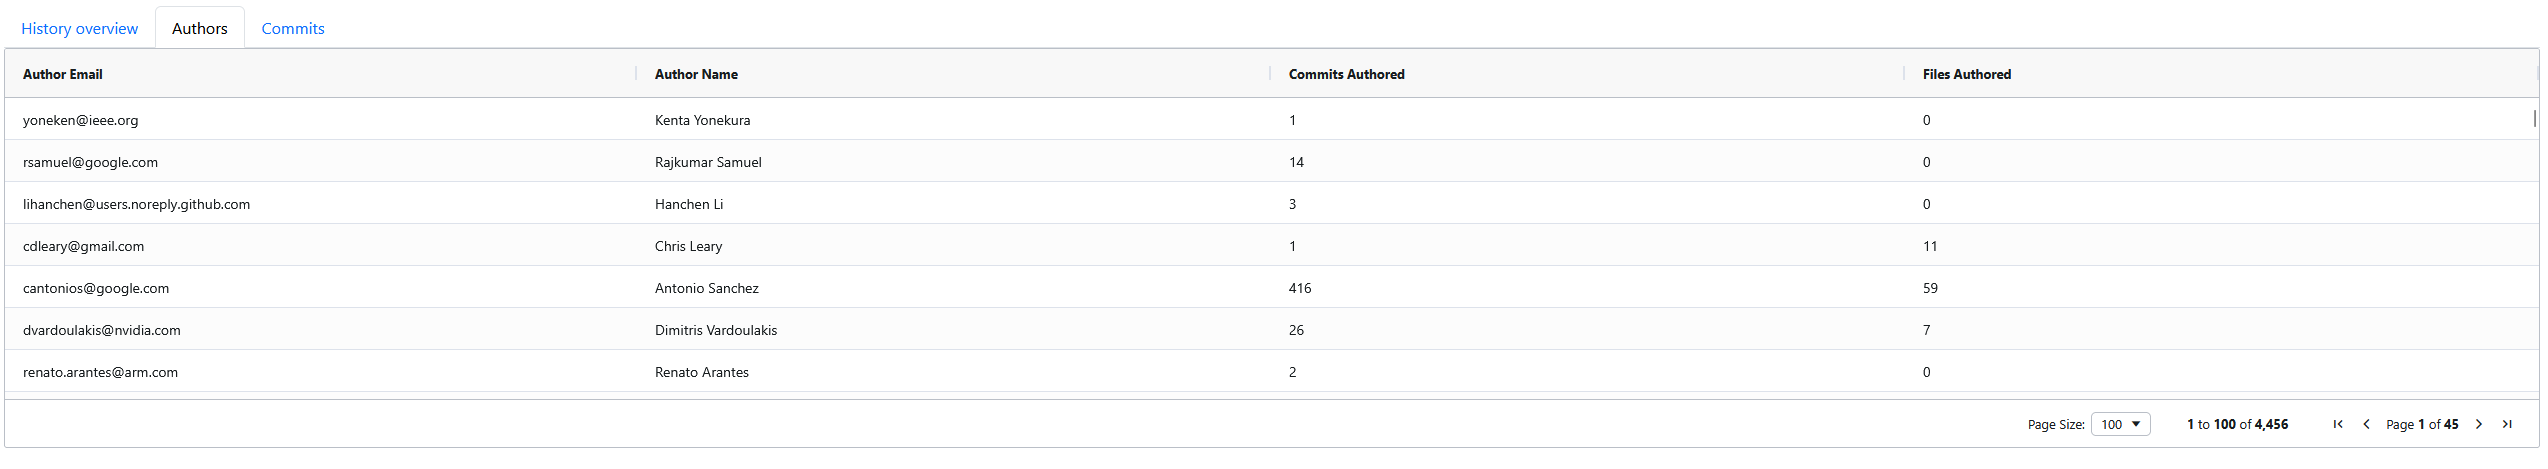 History overview Authors Commits
Author Email Author Name Commits Authored Files Authored
yoneken@ieee.org Kenta Yonekura 1 0
rsamuel@google.com Rajkumar Samuel 14 0
lihanchen@users.noreply.github.com Hanchen Li 3 0
cdleary@gmail.com Chris Leary 1 11
cantonios@google.com Antonio Sanchez 416 59
dvardoulakis@nvidia.com Dimitris Vardoulakis 26 7
renato.arantes@arm.com Renato Arantes 2 0
Page Size: 100 1 to 100 of 4,456 Page 1 of 45